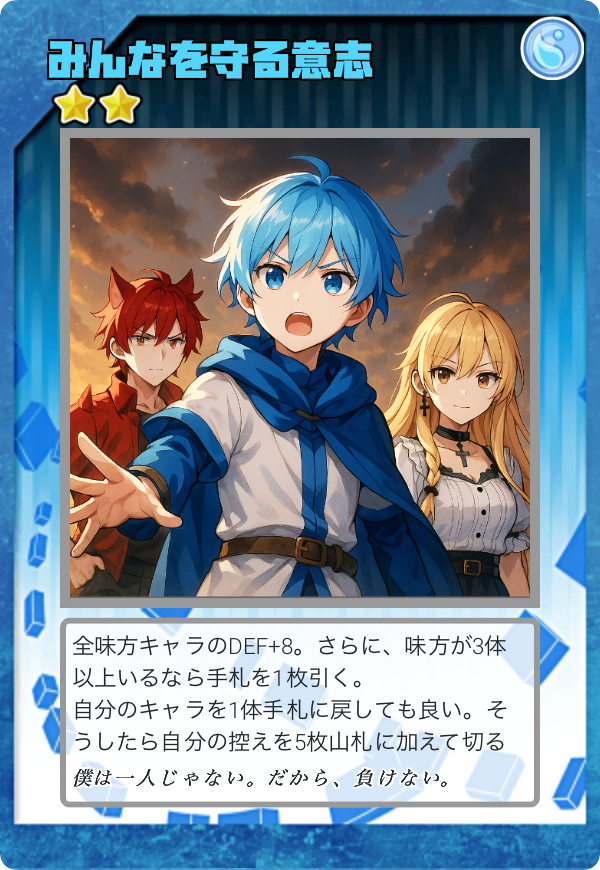 みんなを守る意志
全味方キャラのDEF+8。さらに、味方が3体
以上いるなら手札を1枚引く。
自分のキャラを1体手札に戻しても良い。そ
うしたら自分の控えを5枚山札に加えて切る
僕は一人じゃない。だから、負けない。